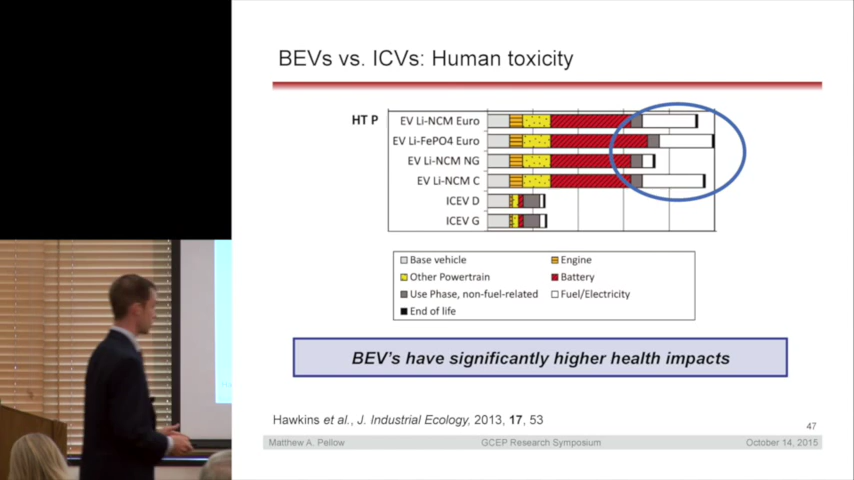 BEVs vs. ICVs: Human toxicity
HT P
EV Li-NCM Euro
EV Li-FePO4 Euro
EV Li-NCM NG
EV Li-NCM C
ICEV D
ICEV G
Base vehicle
Engine
Other Powertrain
Battery
Use Phase, non-fuel-related
Fuel/Electricity
End of life
BEV's have significantly higher health impacts
Hawkins et al., J. Industrial Ecology, 2013, 17, 53
47
Matthew A. Pellow
GCEP Research Symposium
October 14, 2015